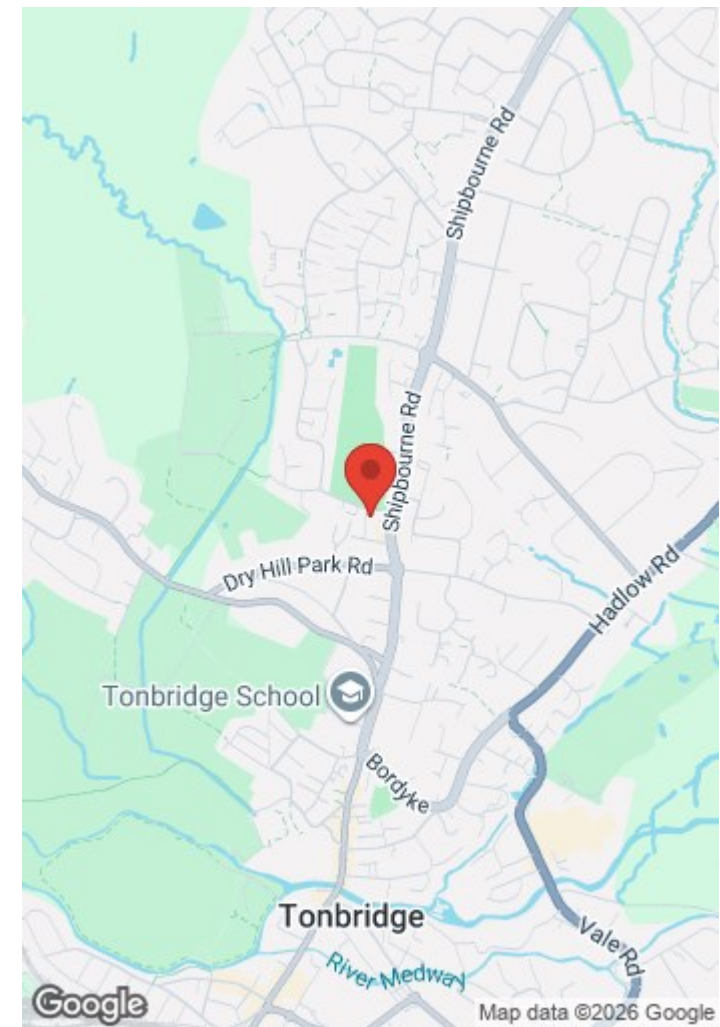 Shipbourne Rd
Shipbourne Rd
Hadlow Rd
Dry Hill Park Rd
Tonbridge School
Bordyke
Tonbridge
Vale Rd
River Medway
Google
Map data ©2026 Google